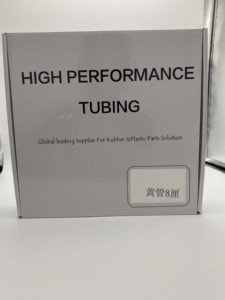 HIGH PERFORMANCE
TUBING
Global leading Supplier For Rubber &Plastic Parts Solution
黄管8厘